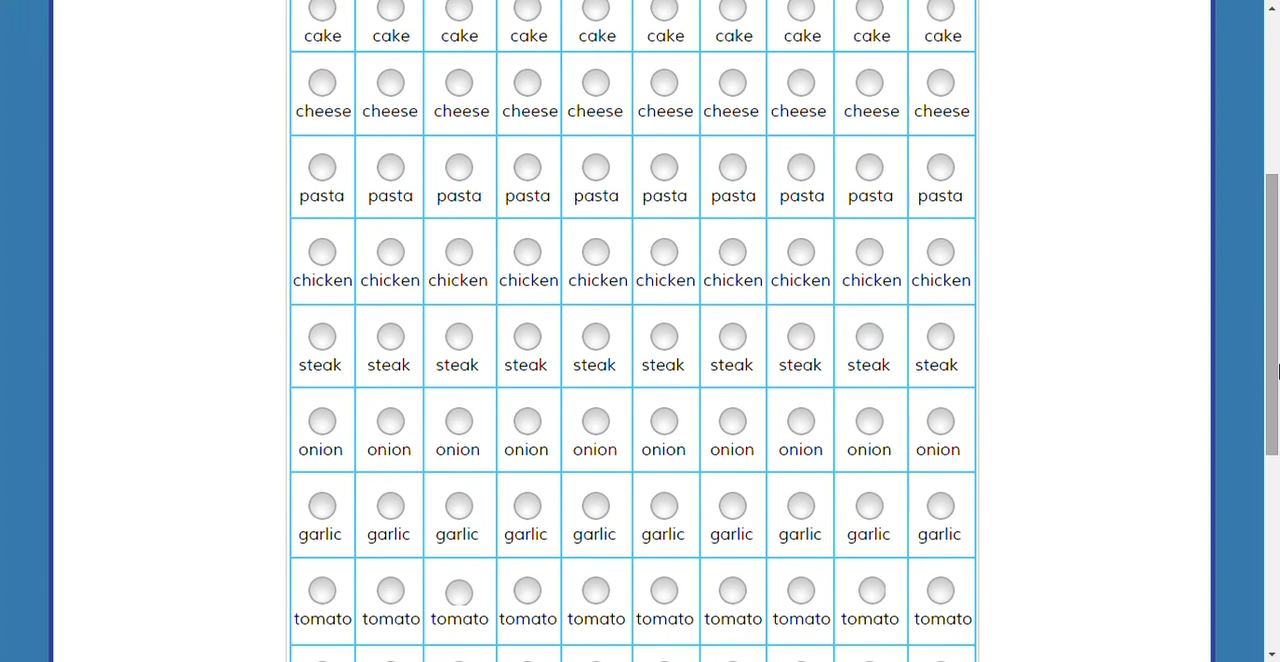 cake cake cake cake cake cake cake cake cake cake
cheese cheese cheese cheese cheese cheese cheese cheese cheese cheese
pasta pasta pasta pasta pasta pasta pasta pasta pasta pasta
chicken chicken chicken chicken chicken chicken chicken chicken chicken chicken
steak steak steak steak steak steak steak steak steak steak
onion onion onion onion onion onion onion onion onion onion
garlic garlic garlic garlic garlic garlic garlic garlic garlic garlic
tomato tomato tomato tomato tomato tomato tomato tomato tomato tomato